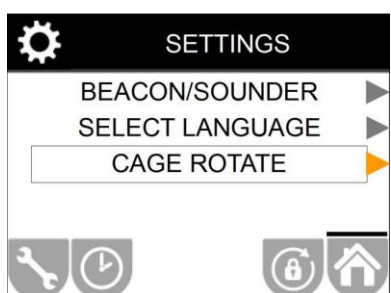 SETTINGS
BEACON/SOUNDER
SELECT LANGUAGE
CAGE ROTATE